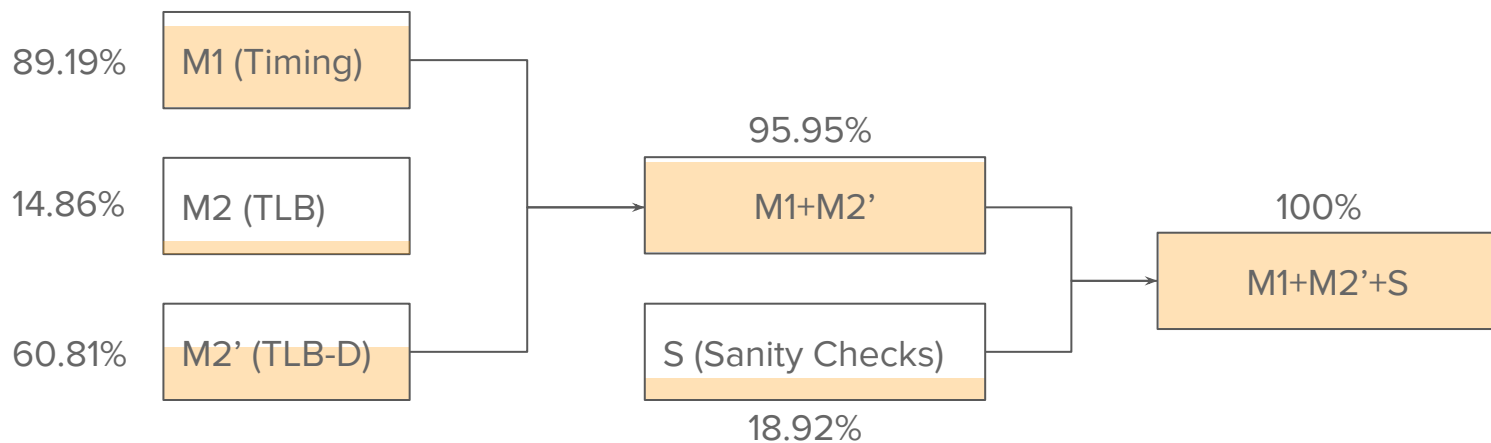 89.19%
M1 (Timing)
14.86%
M2 (TLB)
60.81%
M2’ (TLB-D)
95.95%
M1+M2’
S (Sanity Checks)
18.92%
100%
M1+M2’+S